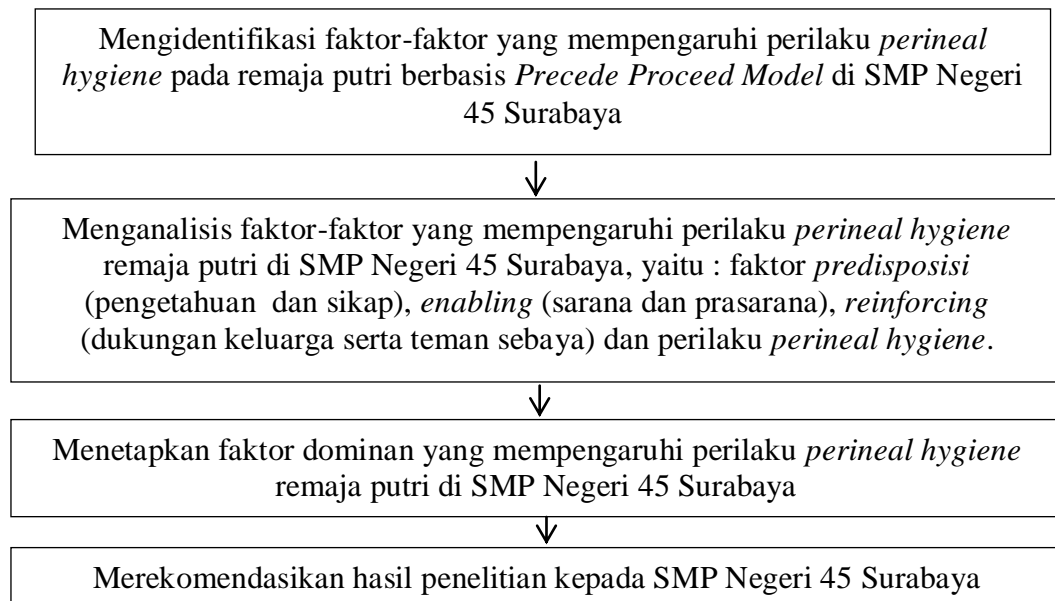 Mengidentifikasi faktor-faktor yang mempengaruhi perilaku perineal
hygiene pada remaja putri berbasis Precede Proceed Model di SMP Negeri
45 Surabaya
Menganalisis faktor-faktor yang mempengaruhi perilaku perineal hygiene
remaja putri di SMP Negeri 45 Surabaya, yaitu : faktor predisposisi
(pengetahuan dan sikap), enabling (sarana dan prasarana), reinforcing
(dukungan keluarga serta teman sebaya) dan perilaku perineal hygiene.
Menetapkan faktor dominan yang mempengaruhi perilaku perineal hygiene
remaja putri di SMP Negeri 45 Surabaya
Merekomendasikan hasil penelitian kepada SMP Negeri 45 Surabaya